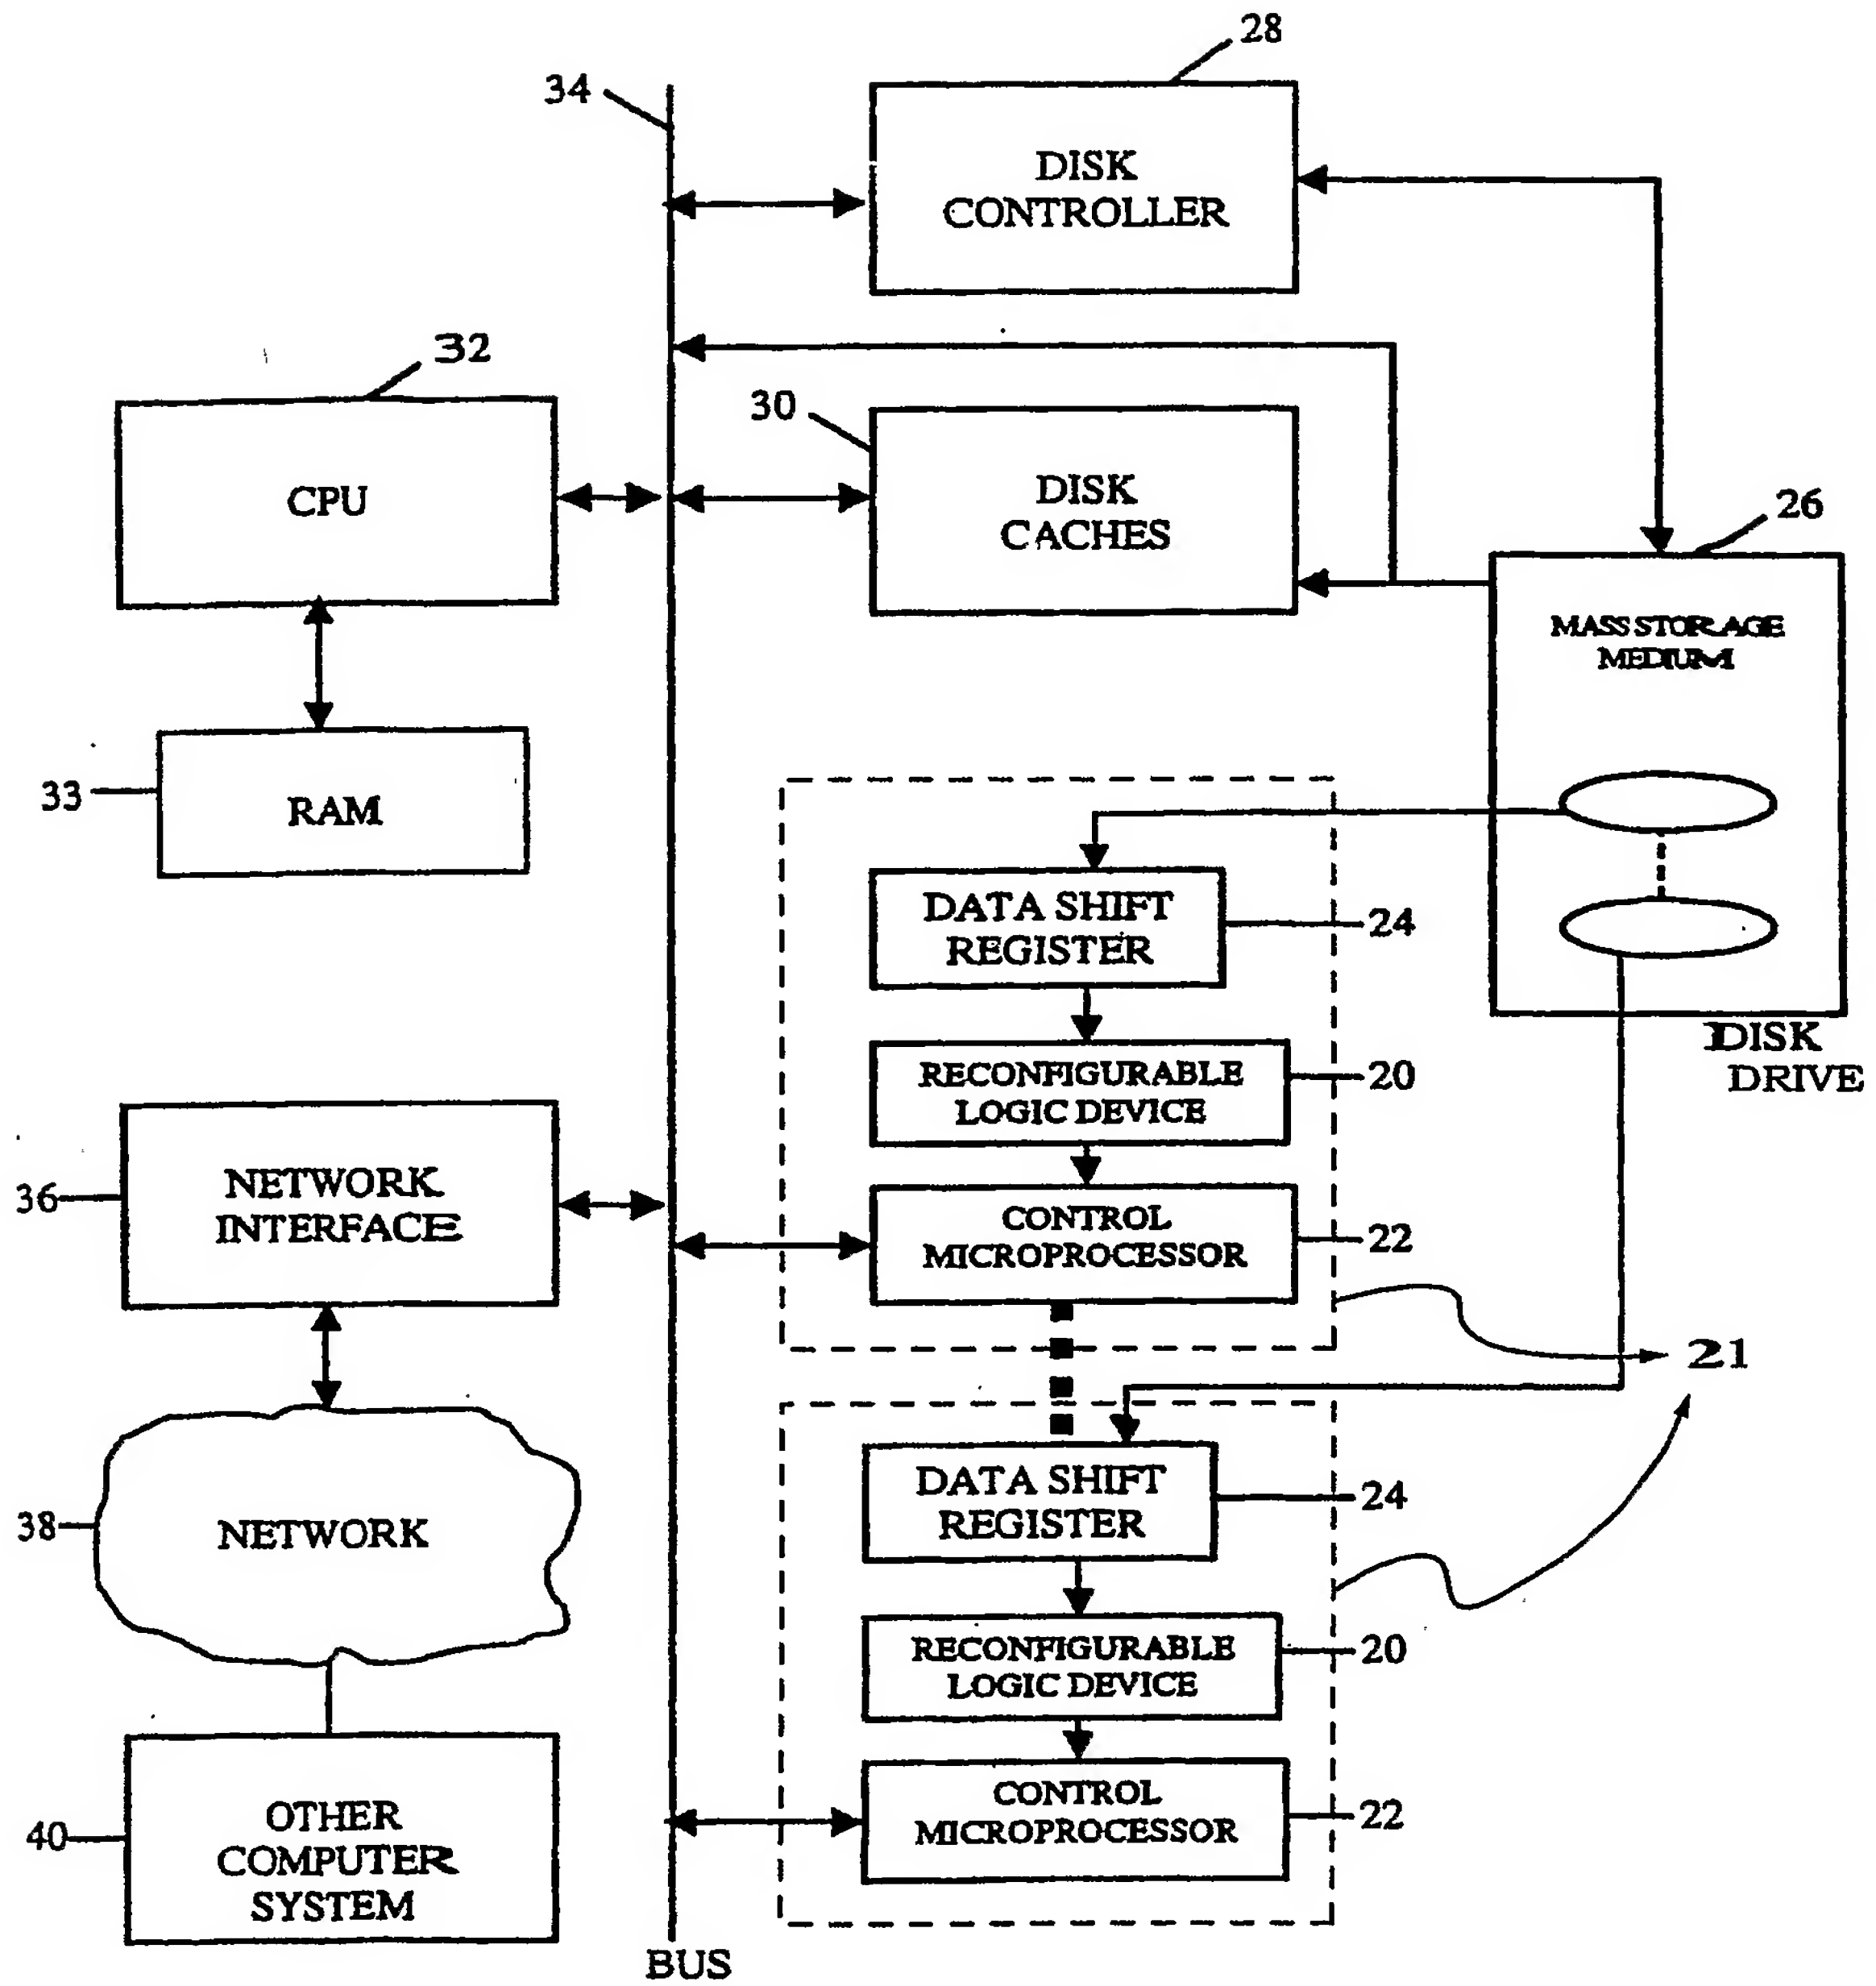 28
34
DISK
CONTROLLER
32
30
CPU
DISK
CACHES
26
MASS STORAGE
MEDIUM
33
RAM
DATA SHIFT
REGISTER
24
DISK
DRIVE
RECONFIGURABLE
LOGIC DEVICE
20
36
NETWORK
INTERFACE
CONTROL
MICROPROCESSOR
22
21
DATA SHIFT
REGISTER
24
38
NETWORK
RECONFIGURABLE
LOGIC DEVICE
20
40
OTHER
COMPUTER
SYSTEM
CONTROL
MICROPROCESSOR
22
BUS